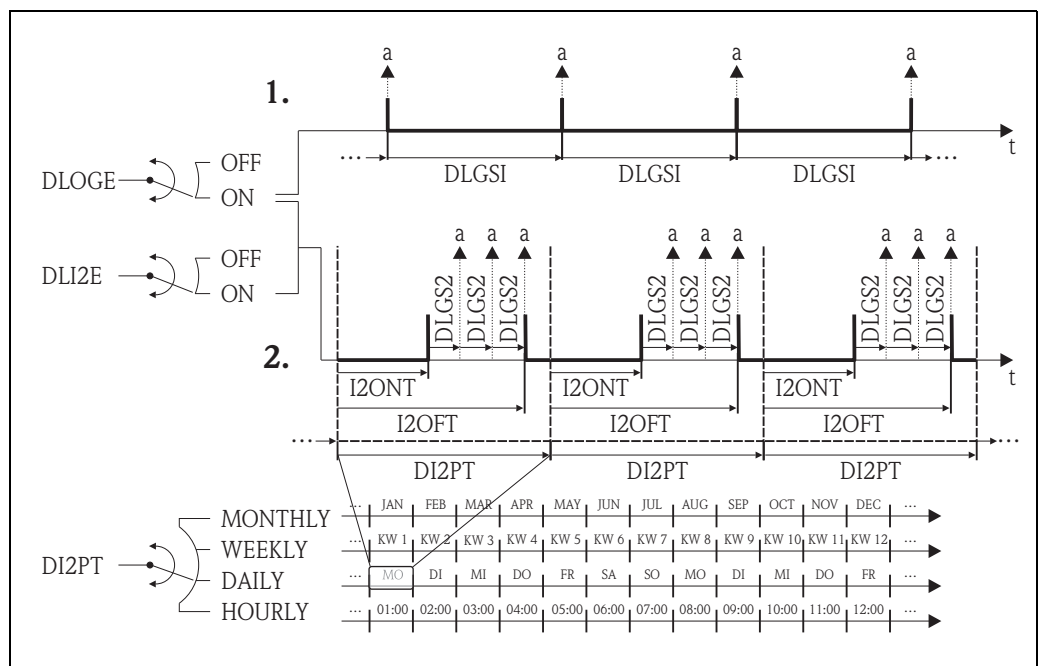 a a a a
1.
t
... DLGSI DLGSI DLGSI ...
DLOGE OFF
ON
a a a a a a a a a
DLI2E OFF
ON
DLGS2 DLGS2 DLGS2 DLGS2 DLGS2 DLGS2 DLGS2 DLGS2 DLGS2
2.
t
I2ONT I2ONT I2ONT
I2OFT I2OFT I2OFT
... ...
DI2PT DI2PT DI2PT
MONTHLY ... JAN FEB MAR APR MAY JUN JUL AUG SEP OCT NOV DEC ...
WEEKLY ... KW 1 KW 2 KW 3 KW 4 KW 5 KW 6 KW 7 KW 8 KW 9 KW 10 KW 11 KW 12 ...
DI2PT
DAILY ... MO DI MI DO FR SA SO MO DI MI DO FR ...
HOURLY ... 01:00 02:00 03:00 04:00 05:00 06:00 07:00 08:00 09:00 10:00 11:00 12:00 ...